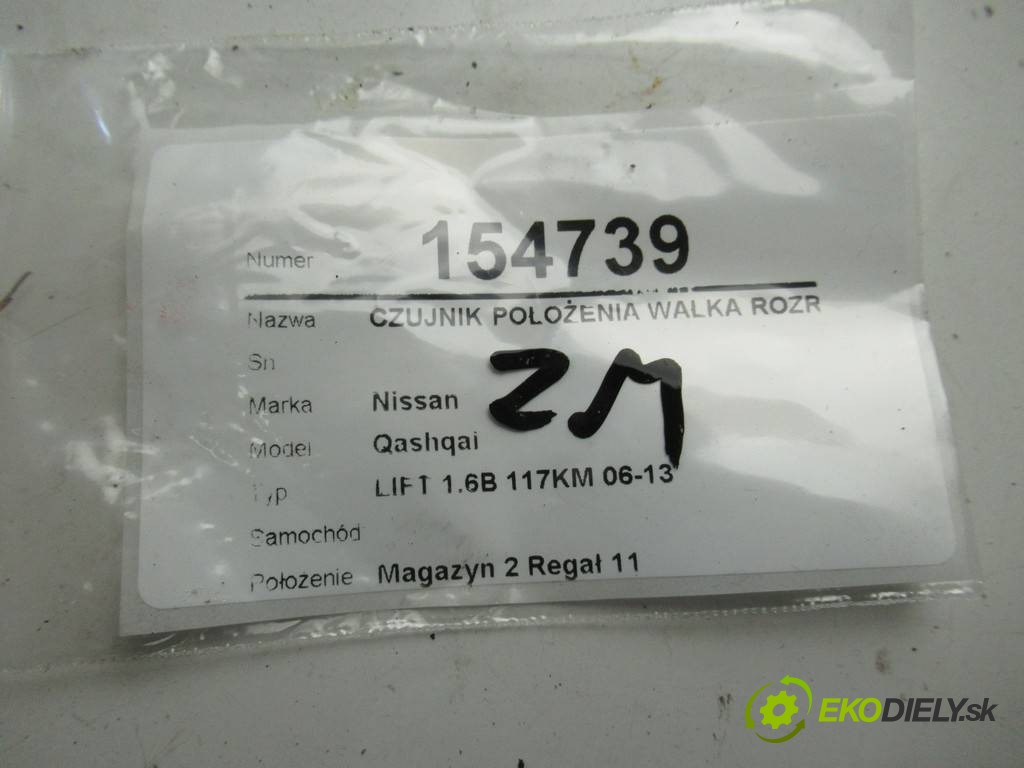 Numer 154739
Nazwa CZUJNIK POŁOŻENIA WALKA ROZR
Sn
Marka Nissan
Model Qashqai
Typ LIFT 1.6B 117KM 06-13
Samochód
Położenie Magazyn 2 Regał 11
ZM
EKODIELY.sk